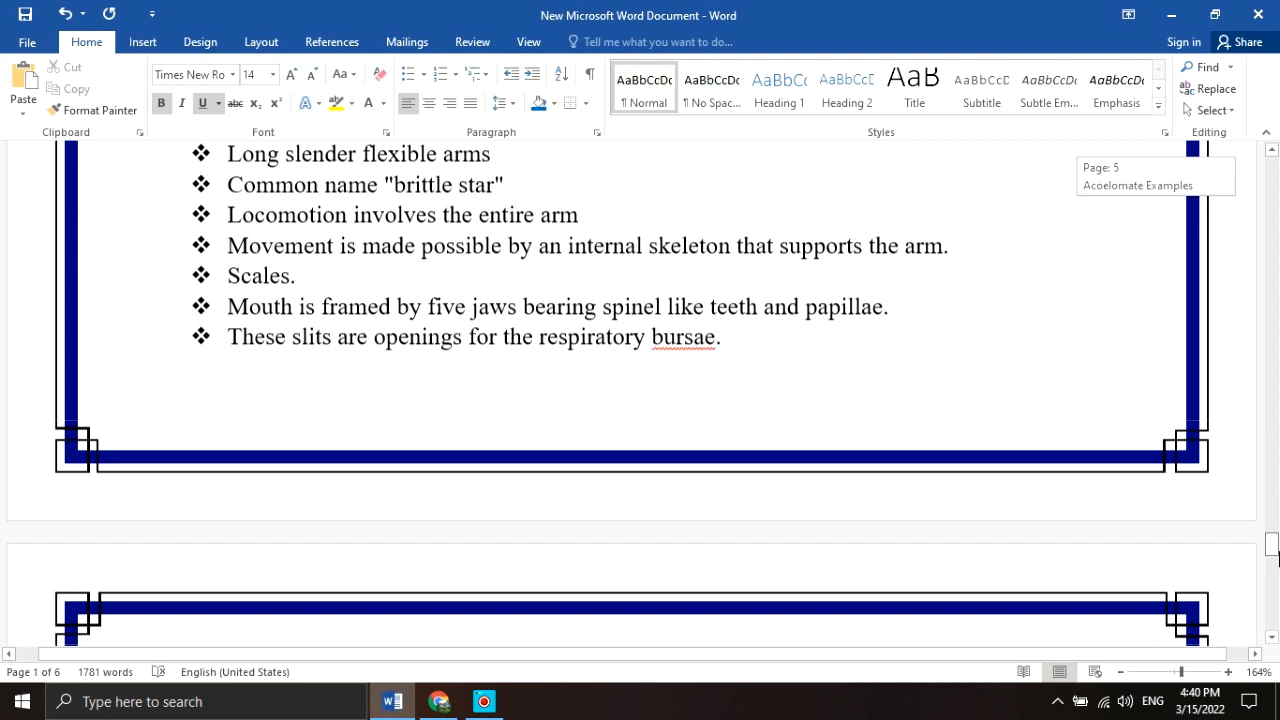 New Microsoft Word Document - Word
File Home Insert Design Layout References Mailings Review View Tell me what you want to do... Sign in Share
Paste Cut Copy Format Painter Clipboard
Times New Ro 14 Aa Font
Paragraph
AaBbCcDc ¶ Normal
AaBbCcDc ¶ No Spac...
AaBbCc Heading 1
AaBbCcC Heading 2
AaB Title
AaBbCcC Subtitle
AaBbCcDc Subtle Em...
AaBbCcDc Emphasis
Styles
Find Replace Select Editing
Page: 5
Acoelomate Examples
❖ Long slender flexible arms
❖ Common name "brittle star"
❖ Locomotion involves the entire arm
❖ Movement is made possible by an internal skeleton that supports the arm.
❖ Scales.
❖ Mouth is framed by five jaws bearing spinel like teeth and papillae.
❖ These slits are openings for the respiratory bursae.
Page 1 of 6 1781 words English (United States) 164%
Type here to search ENG 4:40 PM
3/15/2022